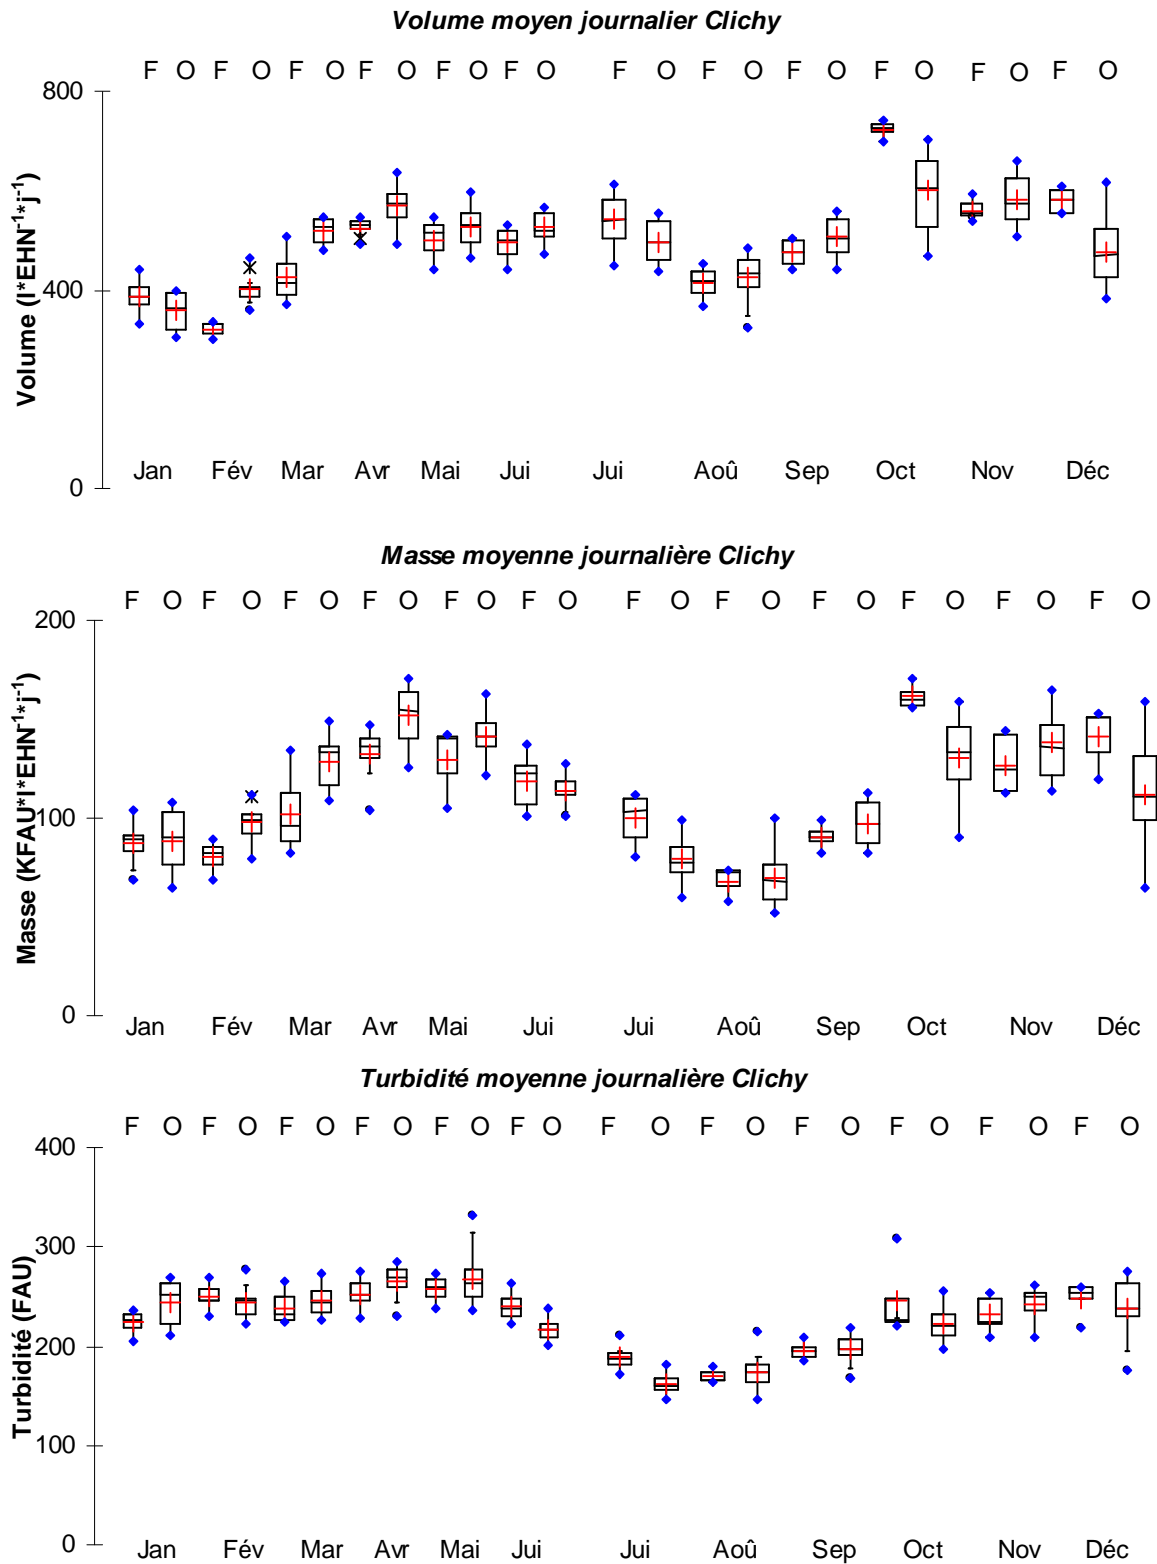 Volume moyen journalier Clichy
F O F O F O F O F O F O F O F O F O F O F O F O
800
400
0
Volume (l*EHN⁻¹*j⁻¹)
Jan Fév Mar Avr Mai Jui Jui Aoû Sep Oct Nov Déc
Masse moyenne journalière Clichy
F O F O F O F O F O F O F O F O F O F O F O F O
200
100
0
Masse (KFAU*l*EHN⁻¹*j⁻¹)
Jan Fév Mar Avr Mai Jui Jui Aoû Sep Oct Nov Déc
Turbidité moyenne journalière Clichy
F O F O F O F O F O F O F O F O F O F O F O F O
400
300
200
100
0
Turbidité (FAU)
Jan Fév Mar Avr Mai Jui Jui Aoû Sep Oct Nov Déc